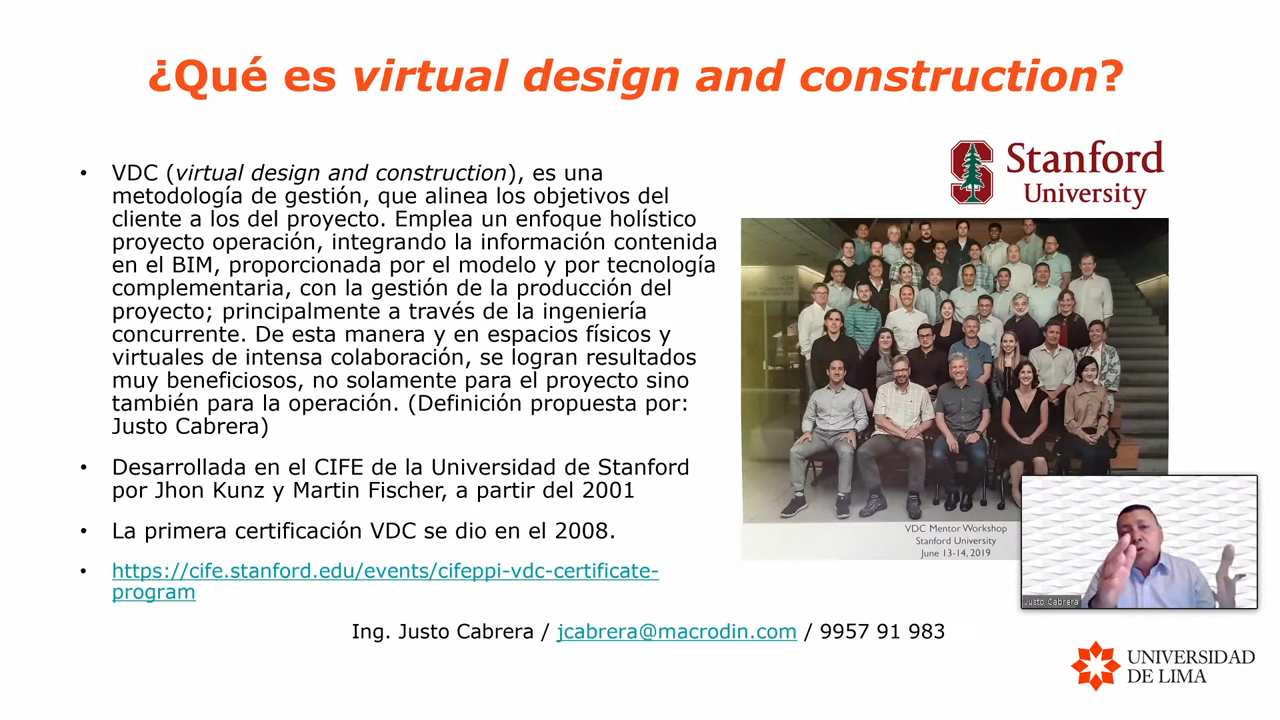 ¿Qué es virtual design and construction?
• VDC (virtual design and construction), es una
metodología de gestión, que alinea los objetivos del
cliente a los del proyecto. Emplea un enfoque holístico
proyecto operación, integrando la información contenida
en el BIM, proporcionada por el modelo y por tecnología
complementaria, con la gestión de la producción del
proyecto; principalmente a través de la ingeniería
concurrente. De esta manera y en espacios físicos y
virtuales de intensa colaboración, se logran resultados
muy beneficiosos, no solamente para el proyecto sino
también para la operación. (Definición propuesta por:
Justo Cabrera)
• Desarrollada en el CIFE de la Universidad de Stanford
por Jhon Kunz y Martin Fischer, a partir del 2001
• La primera certificación VDC se dio en el 2008.
• https://cife.stanford.edu/events/cifeppi-vdc-certificate-
program
Stanford
University
VDC Mentor Workshop
Stanford University
June 13-14, 2019
Justo Cabrera
Ing. Justo Cabrera / jcabrera@macrodin.com / 9957 91 983
UNIVERSIDAD
DE LIMA